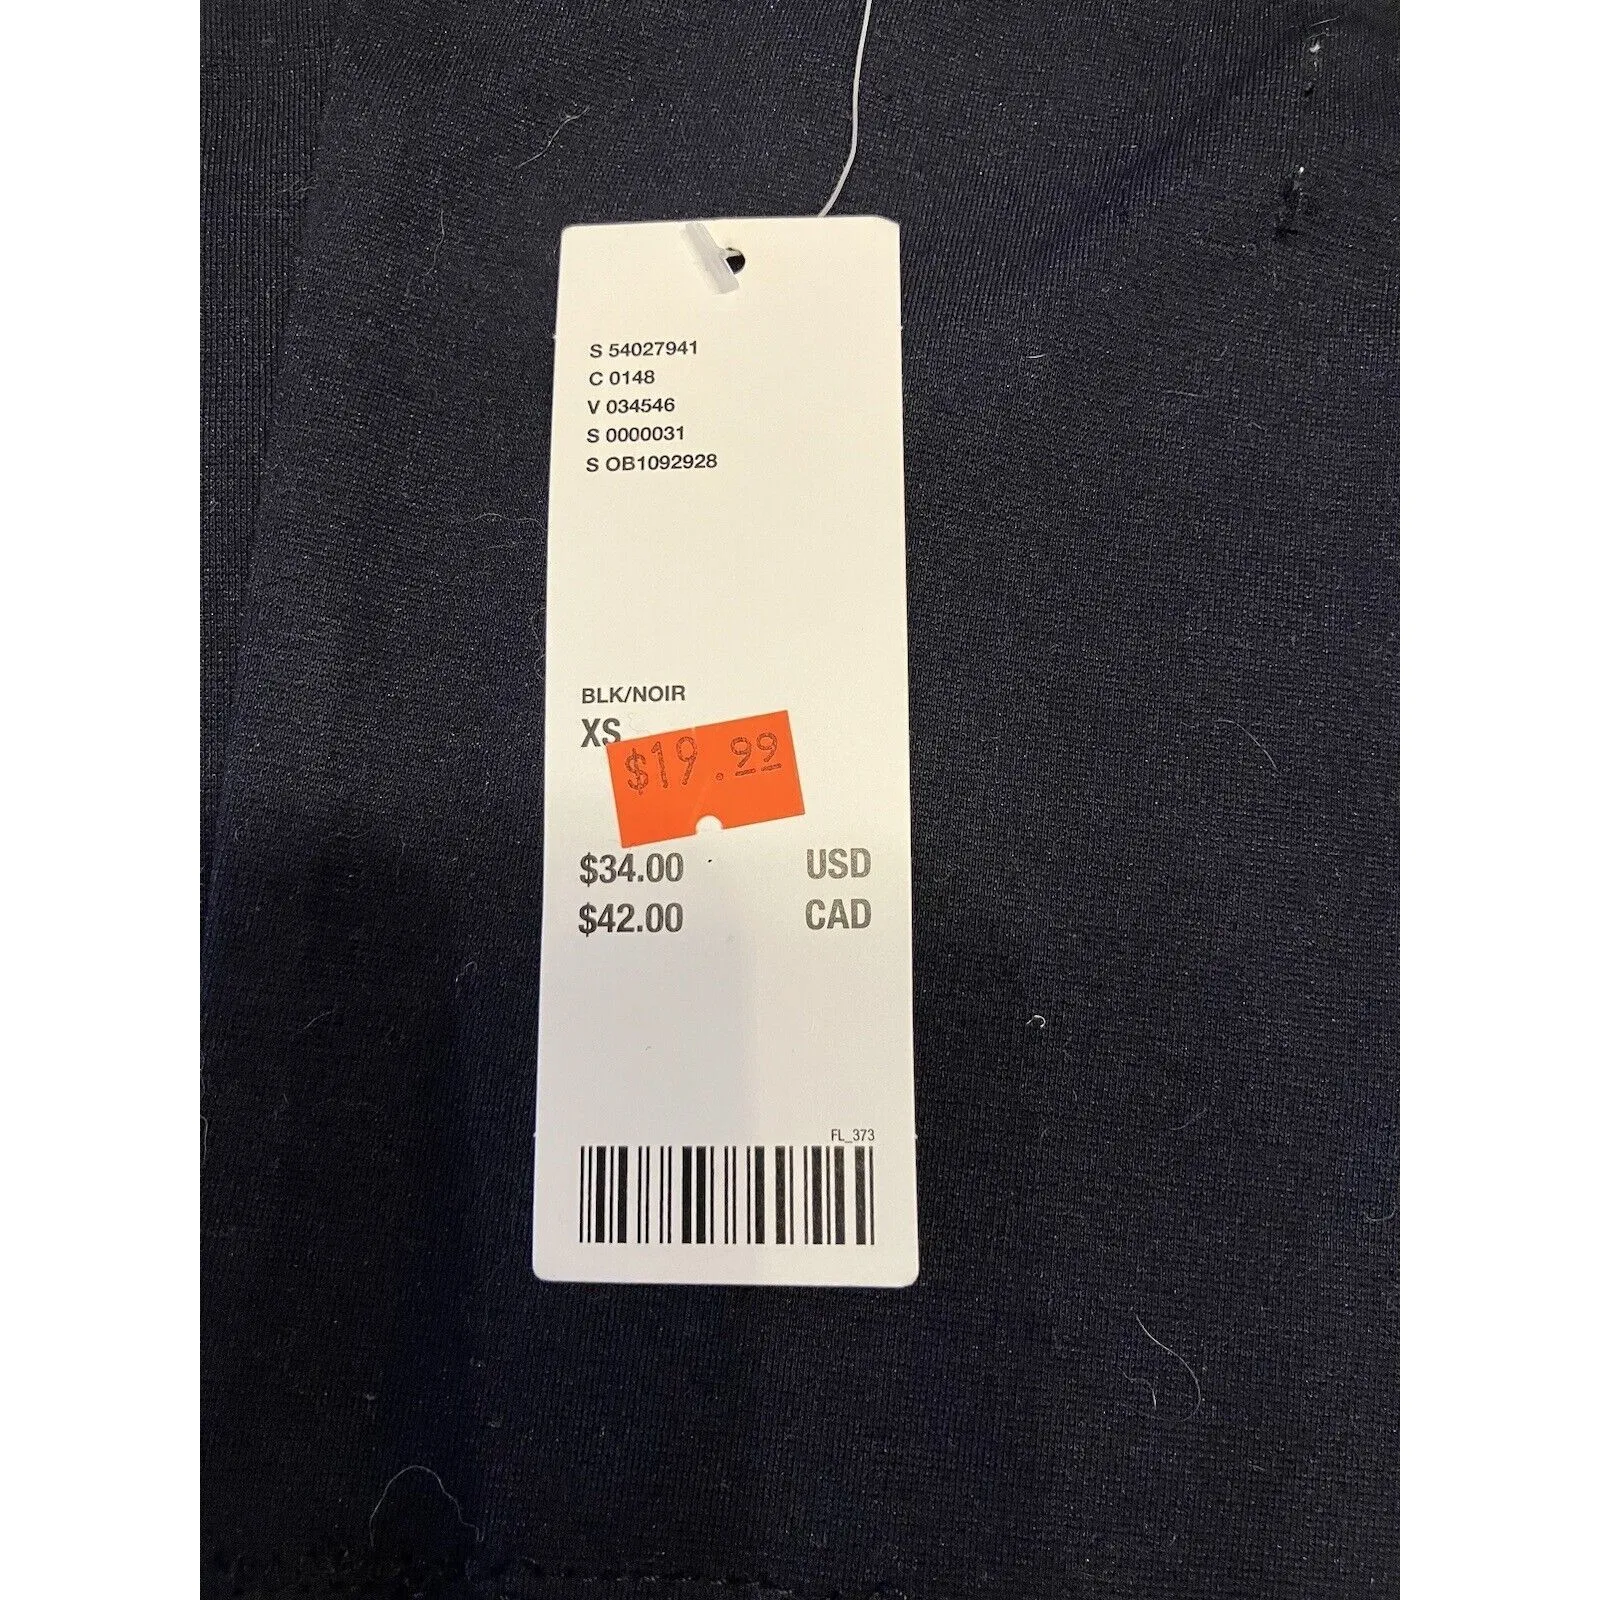 S 54027941
C 0148
V 034546
S 0000031
S OB1092928
BLK/NOIR
XS
$19.99
$34.00 USD
$42.00 CAD
FL_373